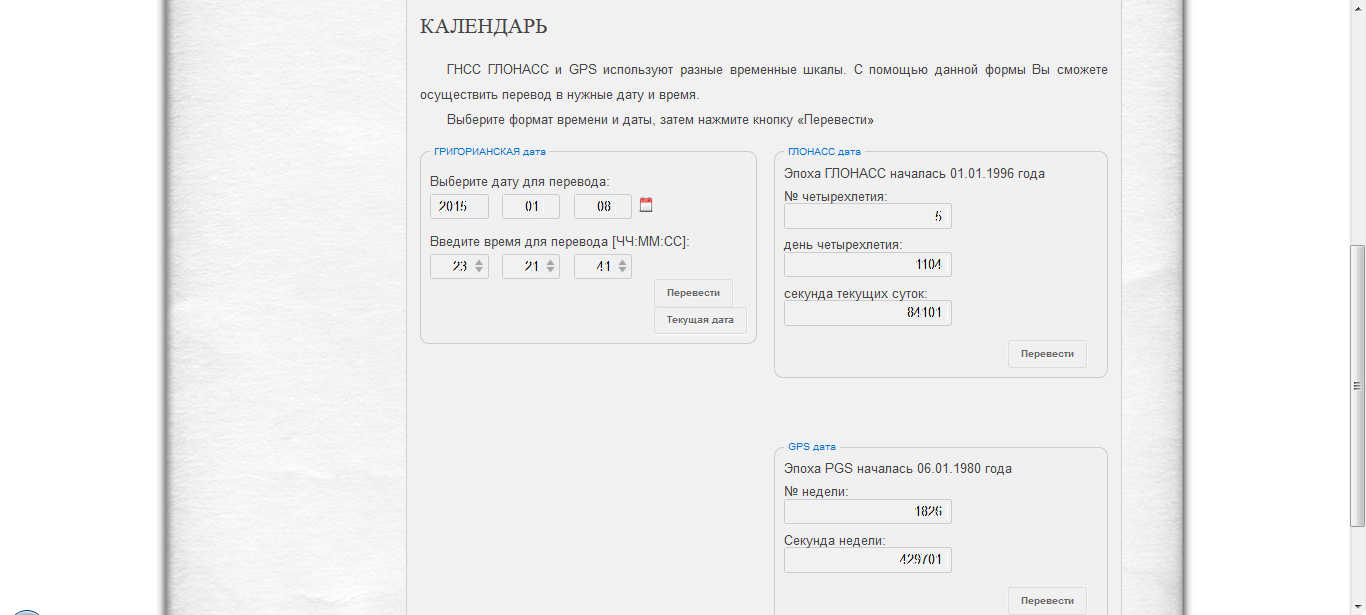 КАЛЕНДАРЬ
ГНСС ГЛОНАСС и GPS используют разные временные шкалы. С помощью данной формы Вы сможете
осуществить перевод в нужные дату и время.
Выберите формат времени и даты, затем нажмите кнопку «Перевести»
ГРИГОРИАНСКАЯ дата
Выберите дату для перевода:
2015 01 08
Введите время для перевода [ЧЧ:ММ:СС]:
23 21 41
Перевести
Текущая дата
ГЛОНАСС дата
Эпоха ГЛОНАСС началась 01.01.1996 года
№ четырехлетия:
5
день четырехлетия:
1104
секунда текущих суток:
84101
Перевести
GPS дата
Эпоха PGS началась 06.01.1980 года
№ недели:
1826
Секунда недели:
429701
Перевести